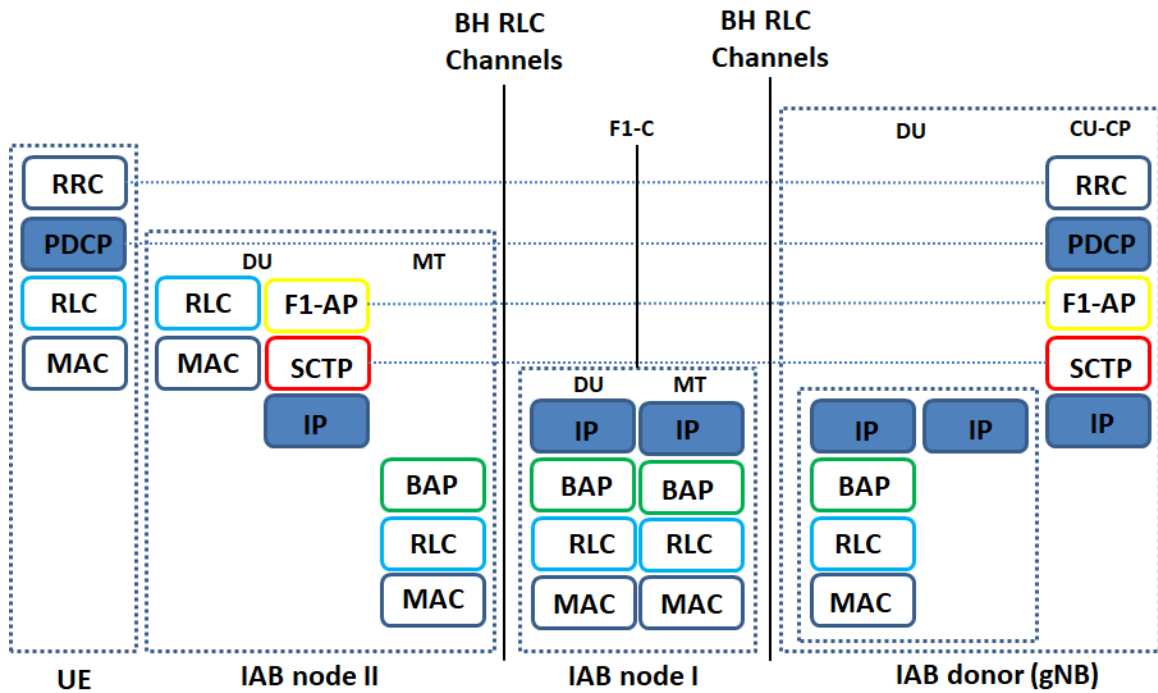 BH RLC
Channels
BH RLC
Channels
F1-C
DU
CU-CP
RRC
RRC
PDCP
PDCP
DU
MT
RLC
RLC
F1-AP
F1-AP
MAC
MAC
SCTP
SCTP
DU
MT
IP
IP
IP
IP
IP
IP
BAP
BAP
BAP
BAP
RLC
RLC
RLC
RLC
MAC
MAC
MAC
MAC
UE
IAB node II
IAB node I
IAB donor (gNB)